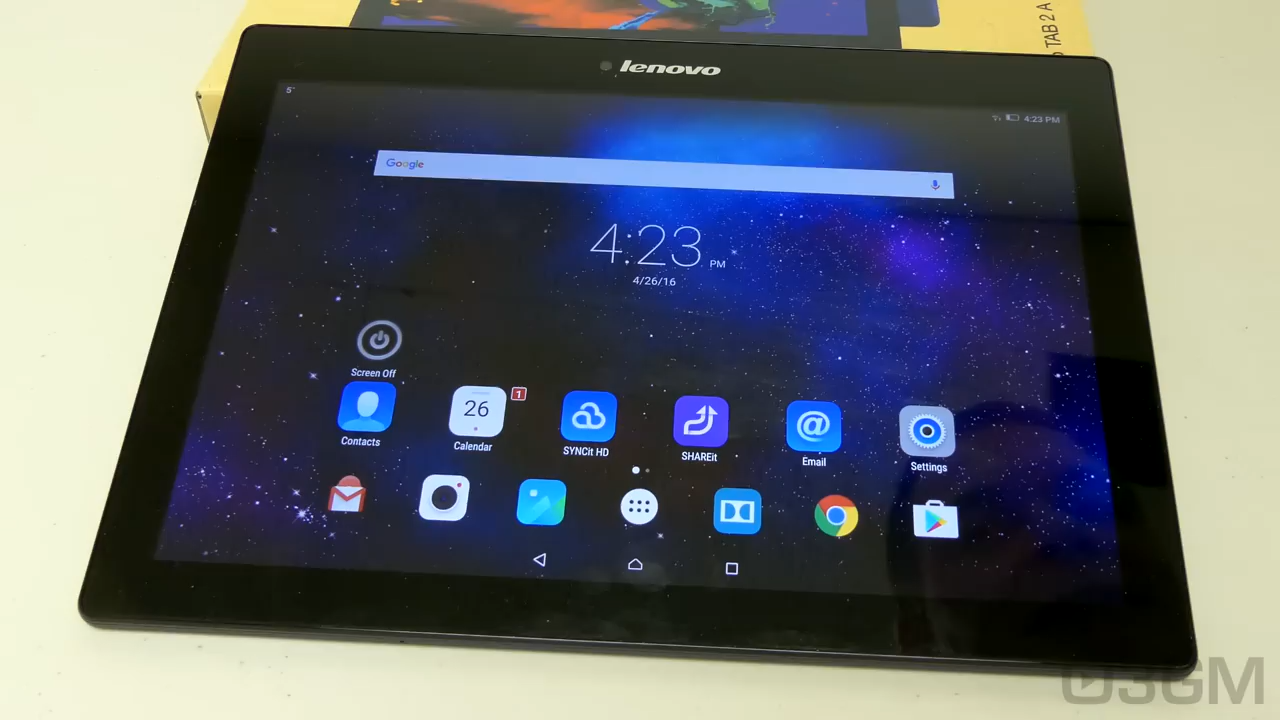 TAB 2 A
lenovo
5
4:23 PM
Google
4:23 PM
4/26/16
Screen Off
Contacts
26
1
Calendar
SYNCit HD
SHAREit
@
Email
Settings
3GM